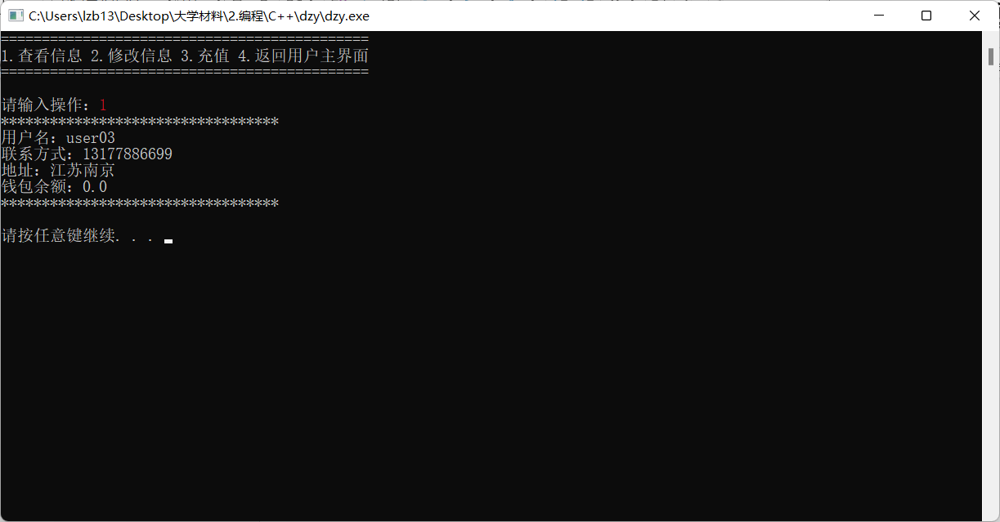 C:\Users\lzb13\Desktop\大学材料\2.编程\C++\dzy\dzy.exe
=============================================
1.查看信息 2.修改信息 3.充值 4.返回用户主界面
=============================================
请输入操作：1
**********************************
用户名：user03
联系方式：13177886699
地址：江苏南京
钱包余额：0.0
**********************************
请按任意键继续. . .